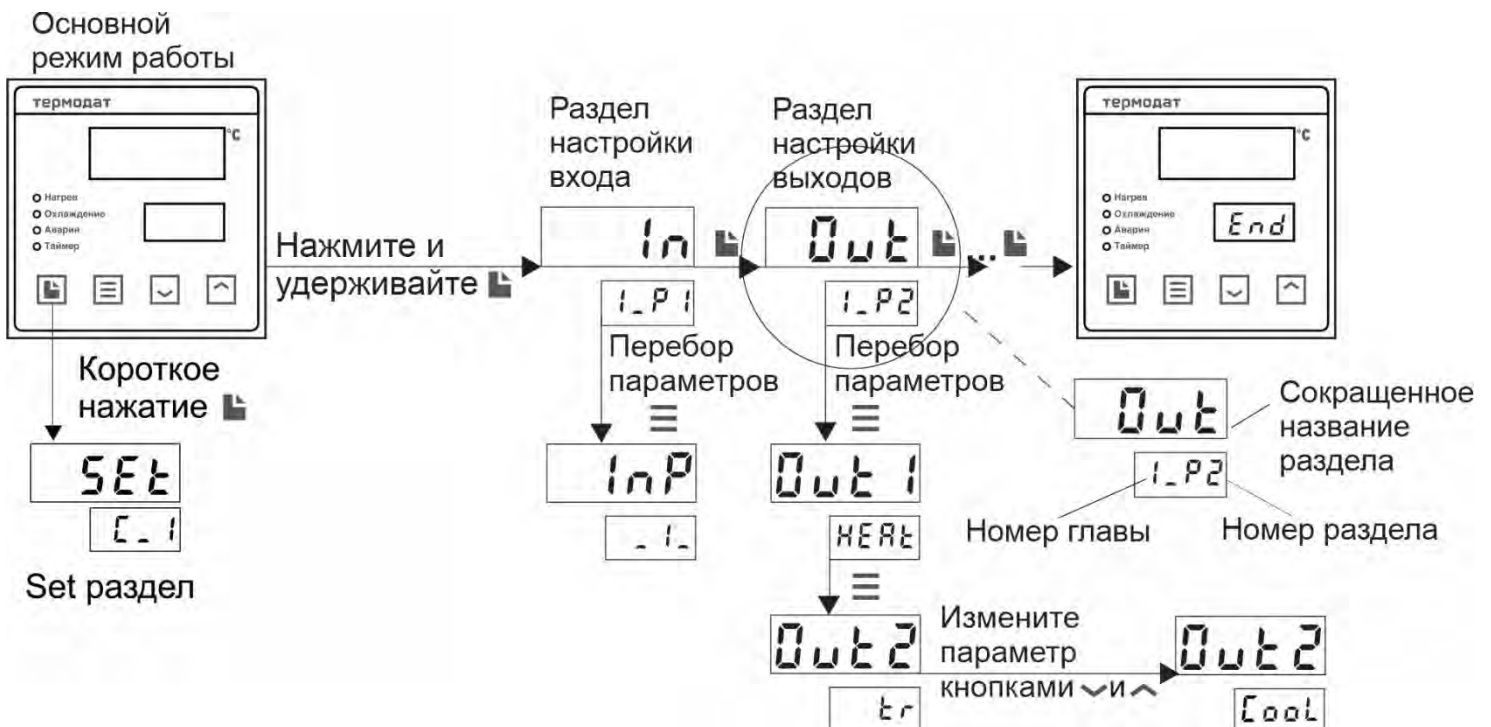 Основной
режим работы
термодат
°C
Нагрев
Охлаждение
Авария
Таймер
Нажмите и
удерживайте
Короткое
нажатие
SEt
C_1
Set раздел
Раздел
настройки
входа
In
1_P1
Перебор
параметров
InP
_1_
Раздел
настройки
выходов
Out
1_P2
Перебор
параметров
Out1
HEAt
Out2
tr
Измените
параметр
кнопками и
Out2
CooL
...
термодат
°C
Нагрев
Охлаждение
Авария
Таймер
End
Out
1_P2
Сокращенное
название
раздела
Номер главы
Номер раздела